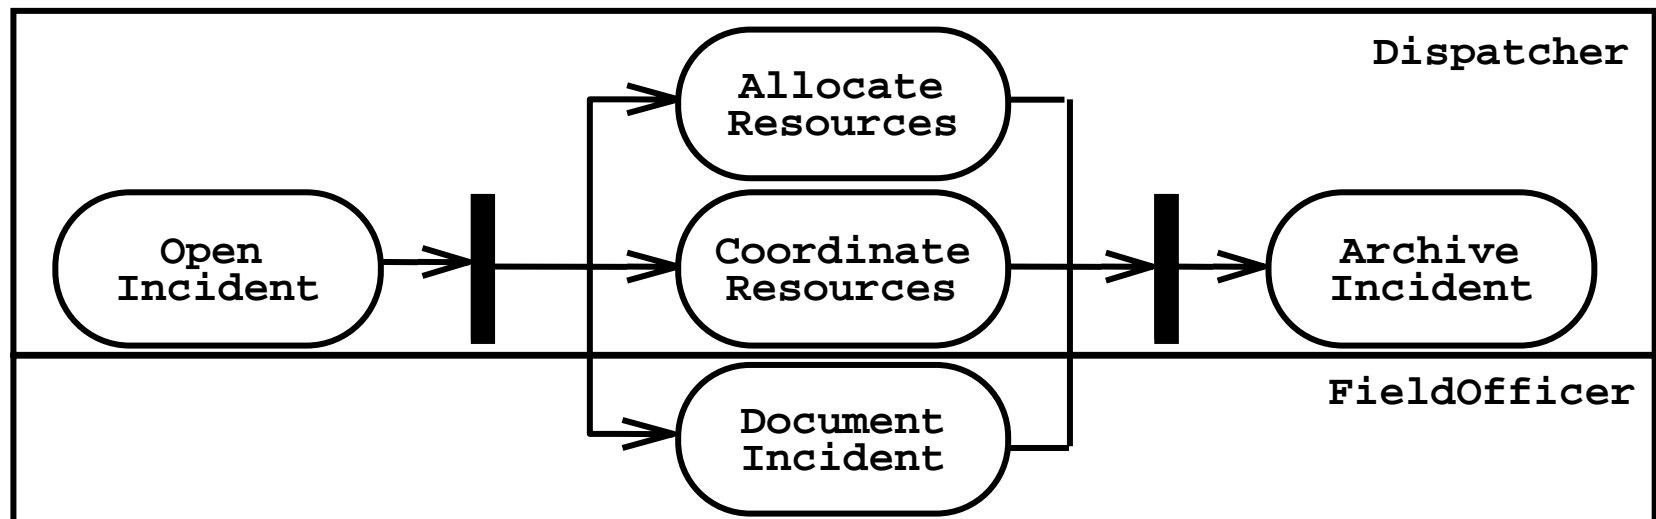 Dispatcher
Allocate
Resources
Open
Incident
Coordinate
Resources
Archive
Incident
FieldOfficer
Document
Incident